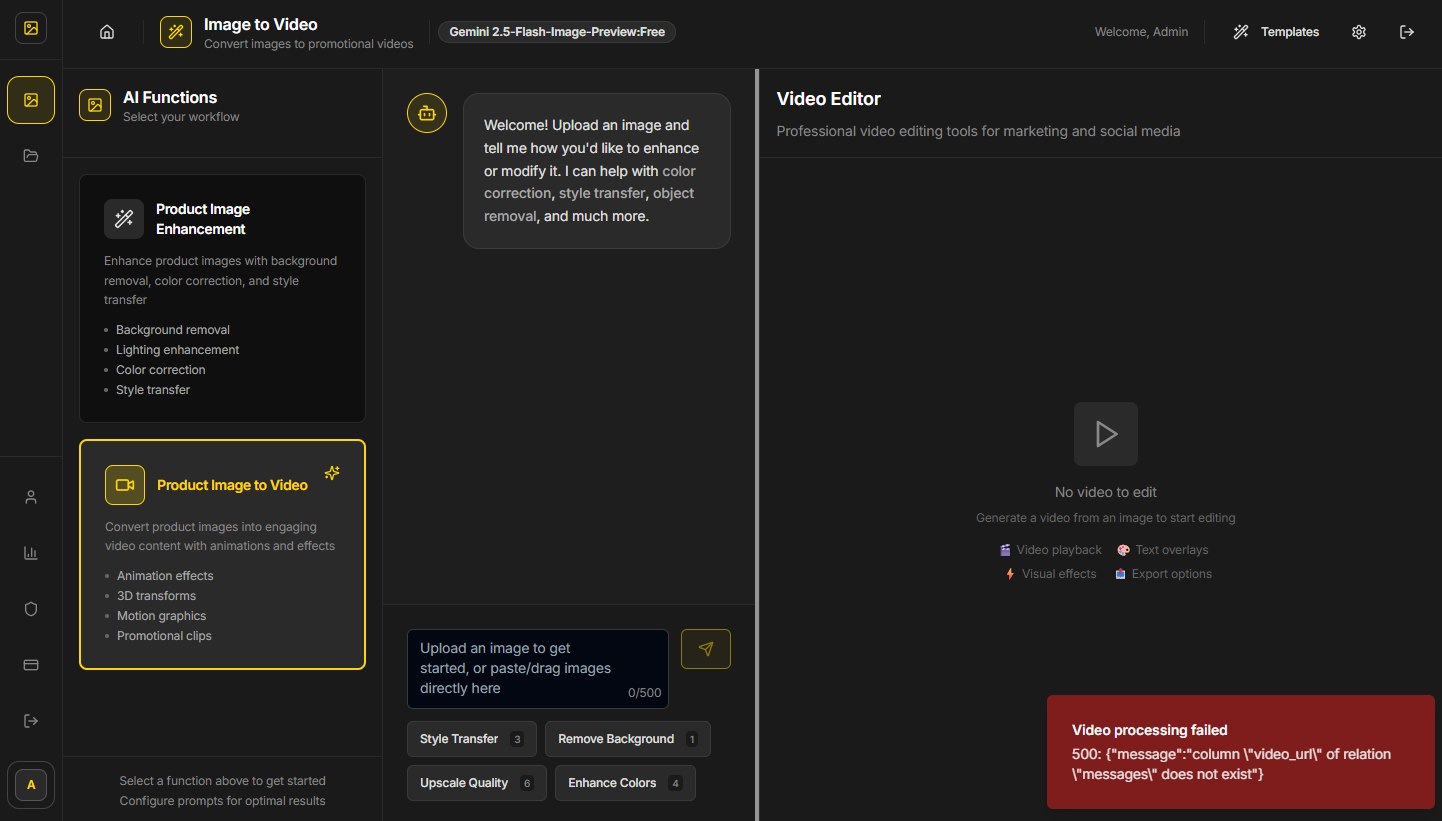 Image to Video
Convert images to promotional videos
Gemini 2.5-Flash-Image-Preview:Free
Welcome, Admin
Templates
AI Functions
Select your workflow
Product Image
Enhancement
Enhance product images with background
removal, color correction, and style
transfer
• Background removal
• Lighting enhancement
• Color correction
• Style transfer
Product Image to Video
Convert product images into engaging
video content with animations and effects
• Animation effects
• 3D transforms
• Motion graphics
• Promotional clips
Select a function above to get started
Configure prompts for optimal results
A
Welcome! Upload an image and
tell me how you'd like to enhance
or modify it. I can help with color
correction, style transfer, object
removal, and much more.
Upload an image to get
started, or paste/drag images
directly here
0/500
Style Transfer 3
Remove Background 1
Upscale Quality 6
Enhance Colors 4
Video Editor
Professional video editing tools for marketing and social media
No video to edit
Generate a video from an image to start editing
Video playback
Text overlays
Visual effects
Export options
Video processing failed
500: {"message":"column \"video_url\" of relation
\"messages\" does not exist"}